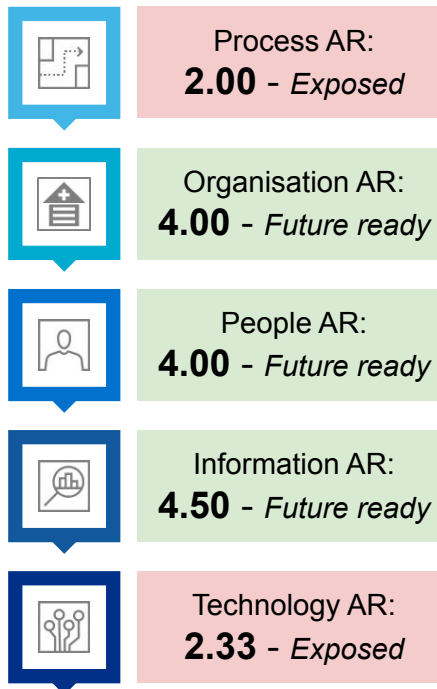 Process AR:
2.00 - Exposed
Organisation AR:
4.00 - Future ready
People AR:
4.00 - Future ready
Information AR:
4.50 - Future ready
Technology AR:
2.33 - Exposed